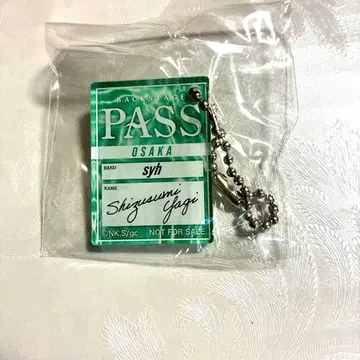 BACKSTAGE
PASS
OSAKA
BAND
syh
NAME
Shizusumi
Yagi
©NK.S/gc NOT FOR SALE